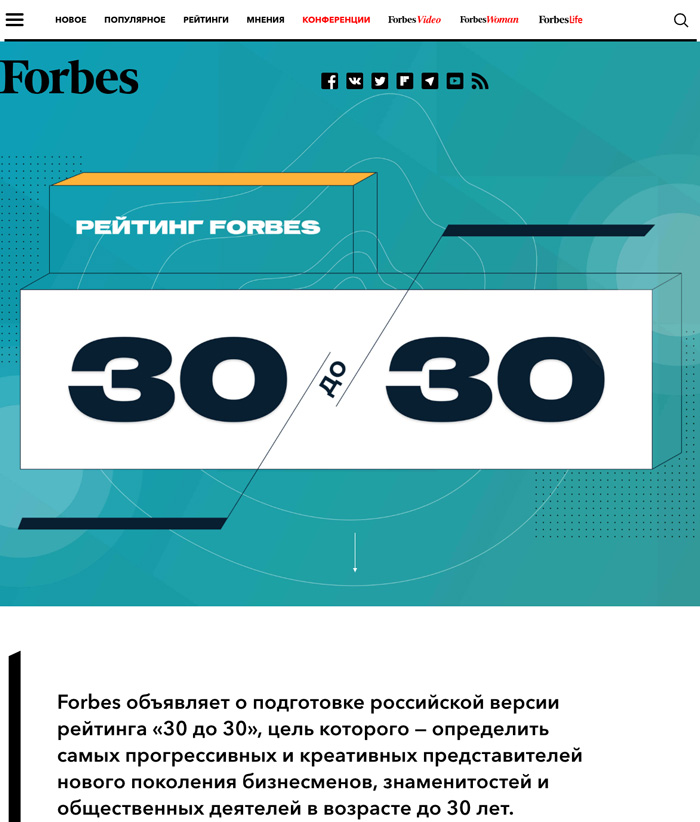 НОВОЕ ПОПУЛЯРНОЕ РЕЙТИНГИ МНЕНИЯ КОНФЕРЕНЦИИ ForbesVideo ForbesWoman ForbesLife
Forbes
РЕЙТИНГ FORBES
30 до 30
Forbes объявляет о подготовке российской версии
рейтинга «30 до 30», цель которого — определить
самых прогрессивных и креативных представителей
нового поколения бизнесменов, знаменитостей и
общественных деятелей в возрасте до 30 лет.